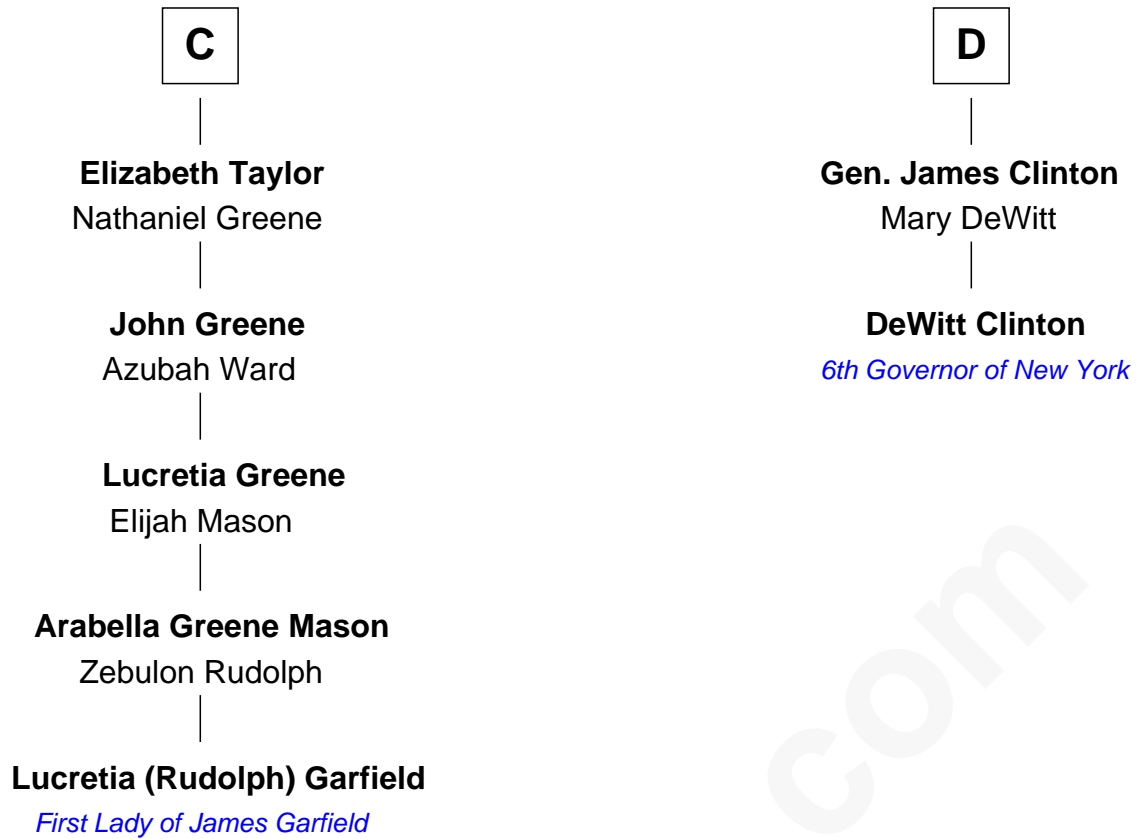 C
Elizabeth Taylor
Nathaniel Greene
John Greene
Azubah Ward
Lucretia Greene
Elijah Mason
Arabella Greene Mason
Zebulon Rudolph
Lucretia (Rudolph) Garfield
First Lady of James Garfield
D
Gen. James Clinton
Mary DeWitt
DeWitt Clinton
6th Governor of New York
com